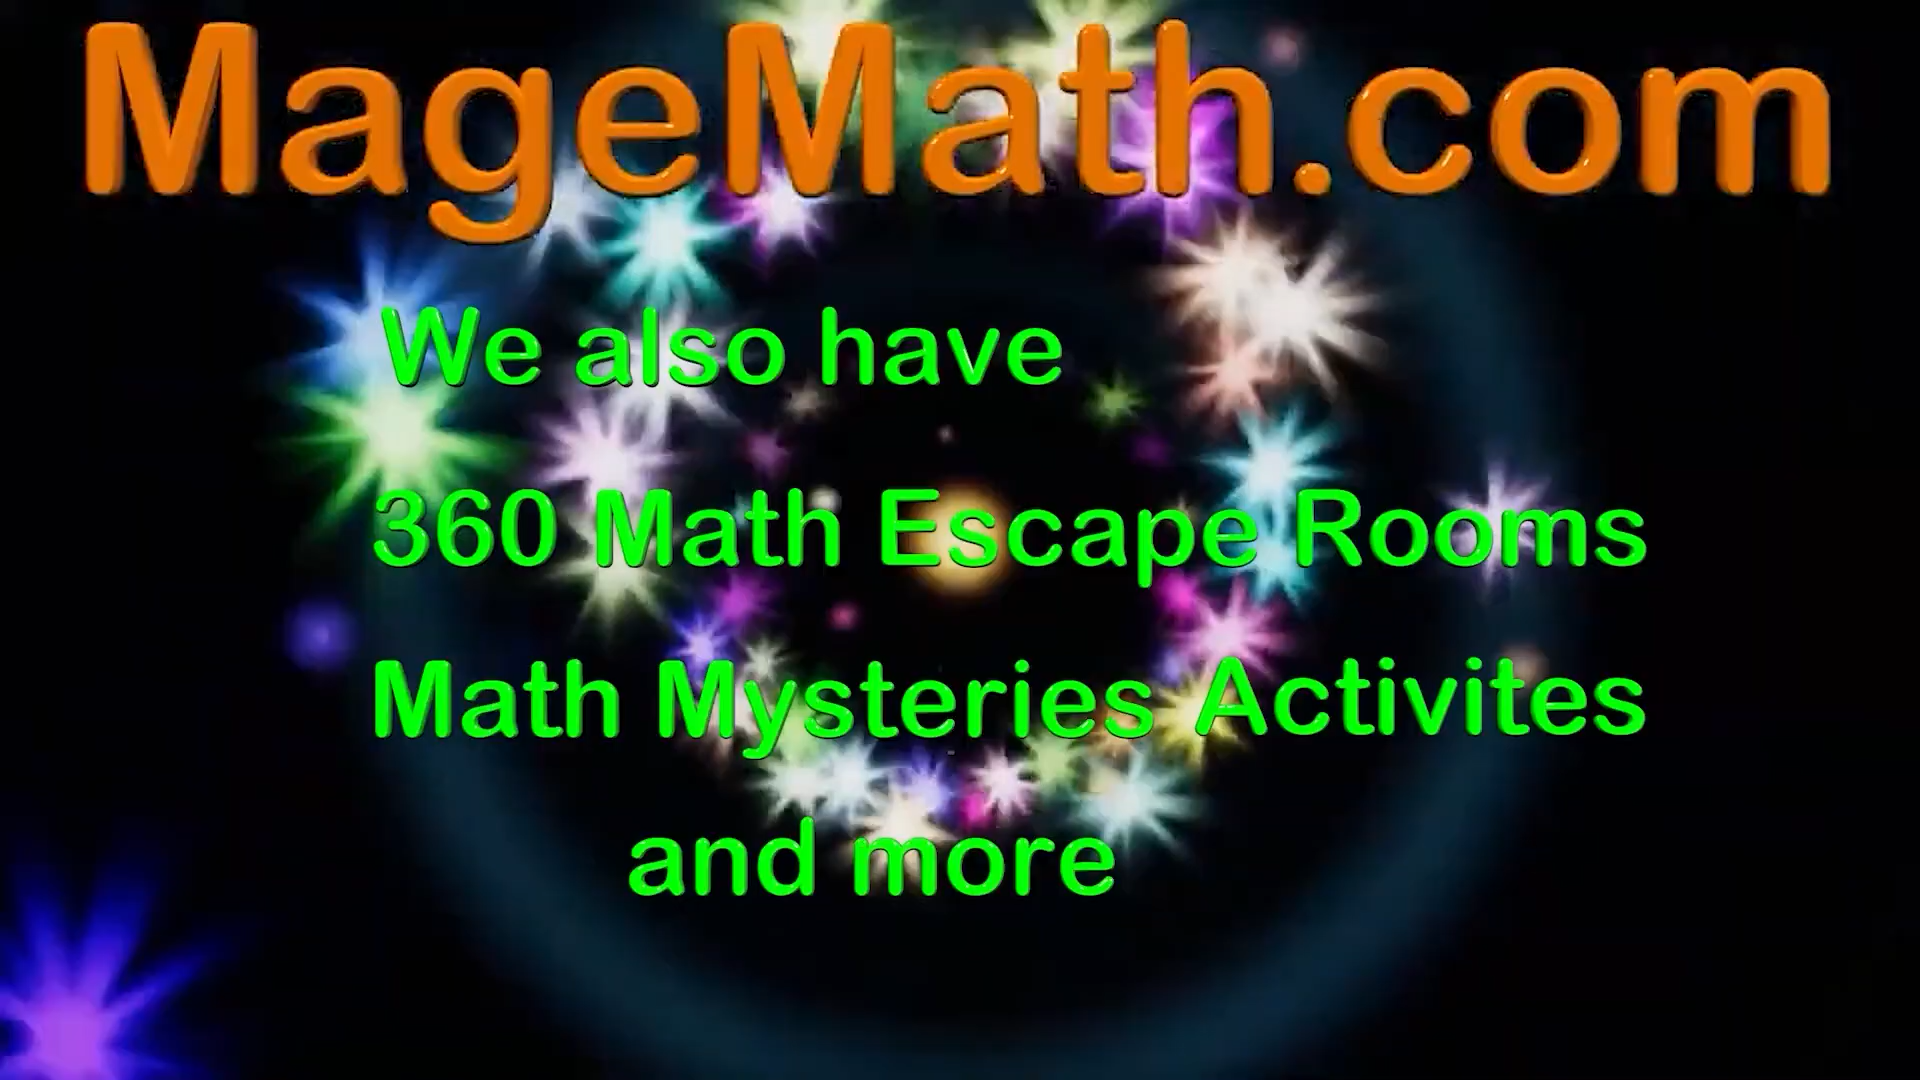 MageMath.com
We also have
360 Math Escape Rooms
Math Mysteries Activites
and more